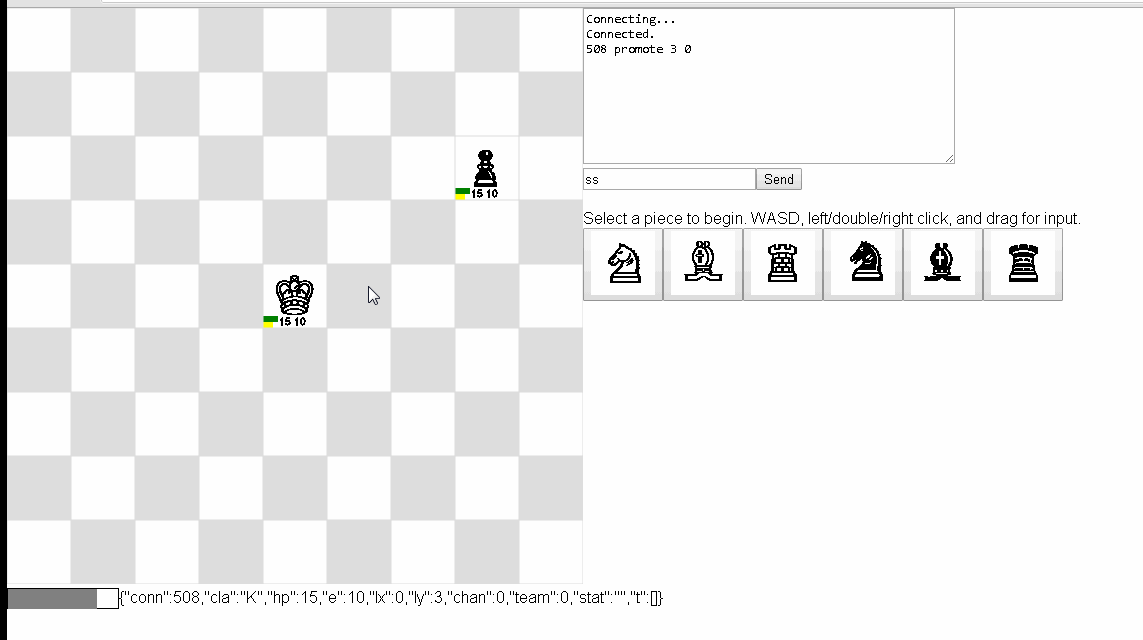 Connecting...
Connected.
508 promote 3 0
ss
Send
Select a piece to begin. WASD, left/double/right click, and drag for input.
15 10
15 10
{"conn":508,"cla":"K","hp":15,"e":10,"lx":0,"ly":3,"chan":0,"team":0,"stat":"","t":[]}